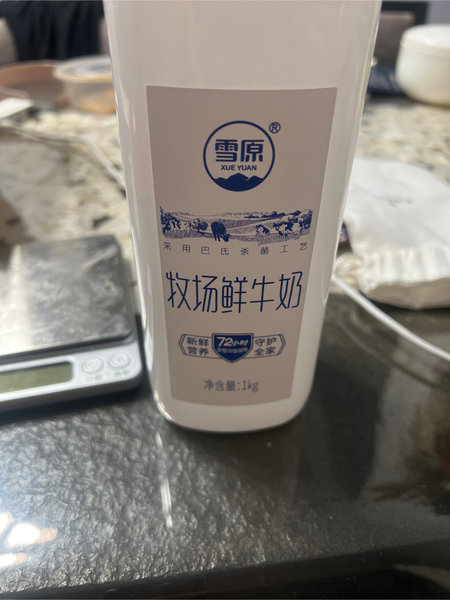 雪原®
XUE YUAN
采用巴氏杀菌工艺
牧场鲜牛奶
新鲜 72小时 守护
营养 全家
净含量:1kg